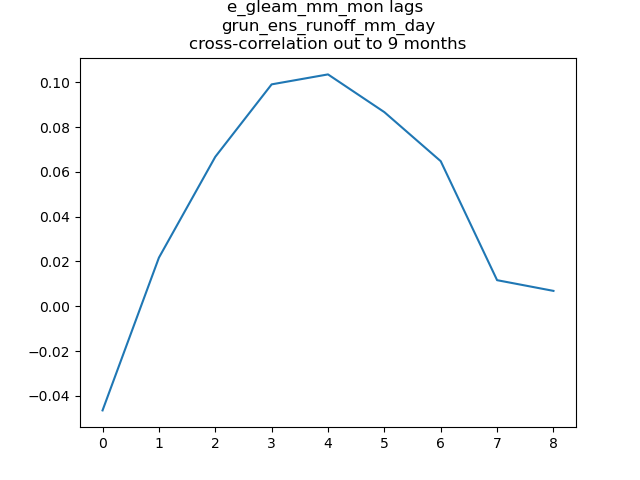 e_gleam_mm_mon lags
grun_ens_runoff_mm_day
cross-correlation out to 9 months
0.10
0.08
0.06
0.04
0.02
0.00
−0.02
−0.04
0 1 2 3 4 5 6 7 8